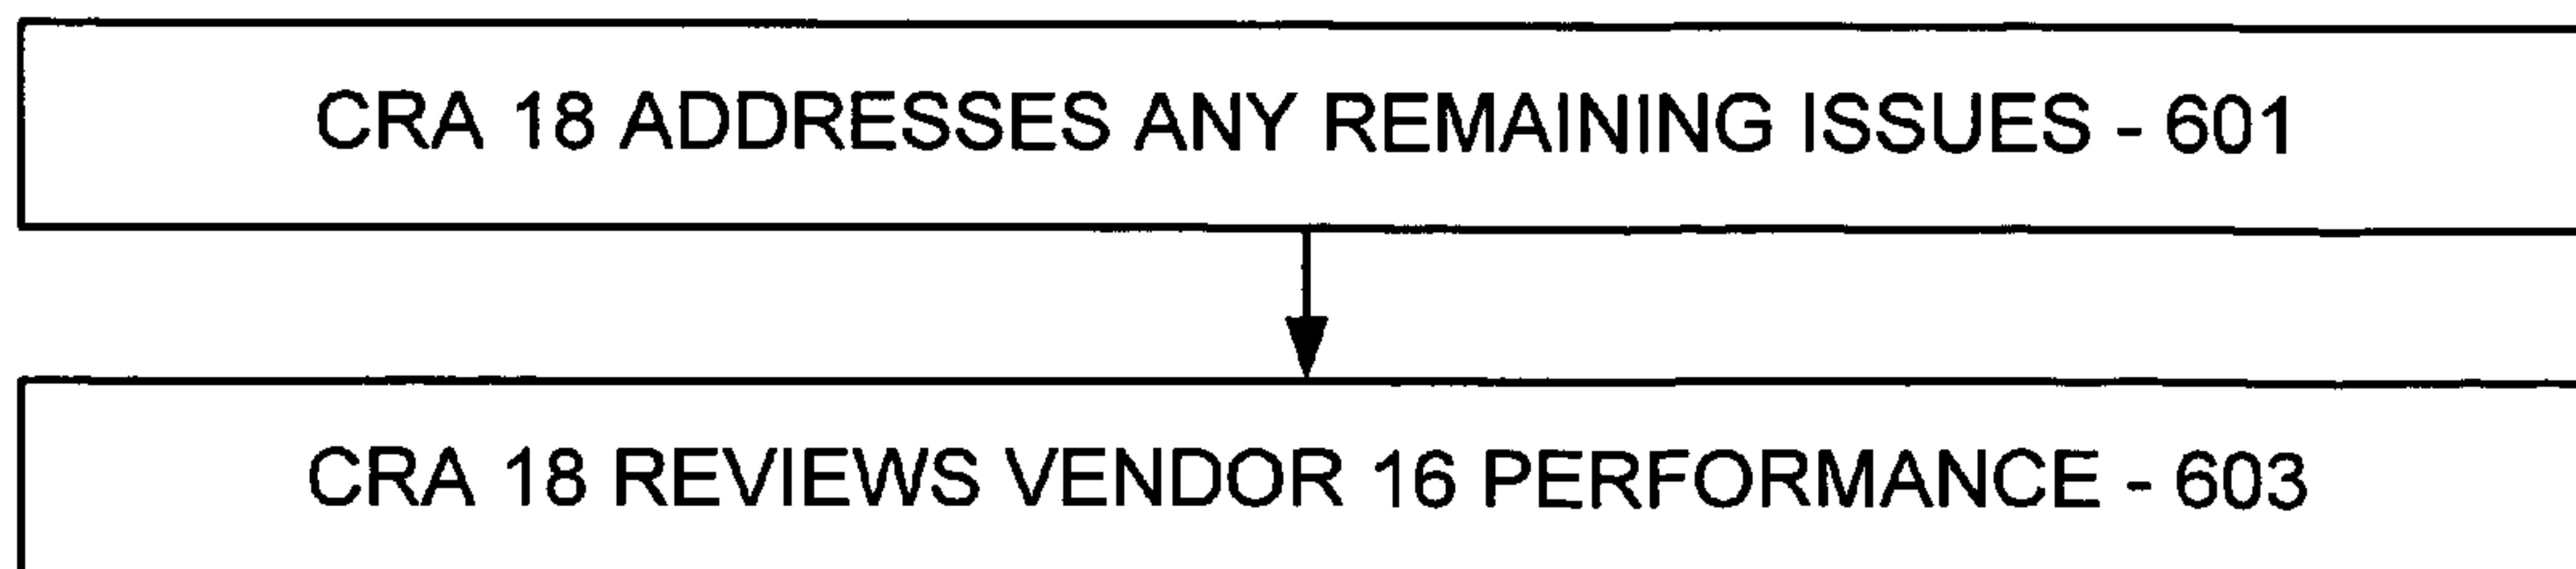 CRA 18 ADDRESSES ANY REMAINING ISSUES - 601
CRA 18 REVIEWS VENDOR 16 PERFORMANCE - 603